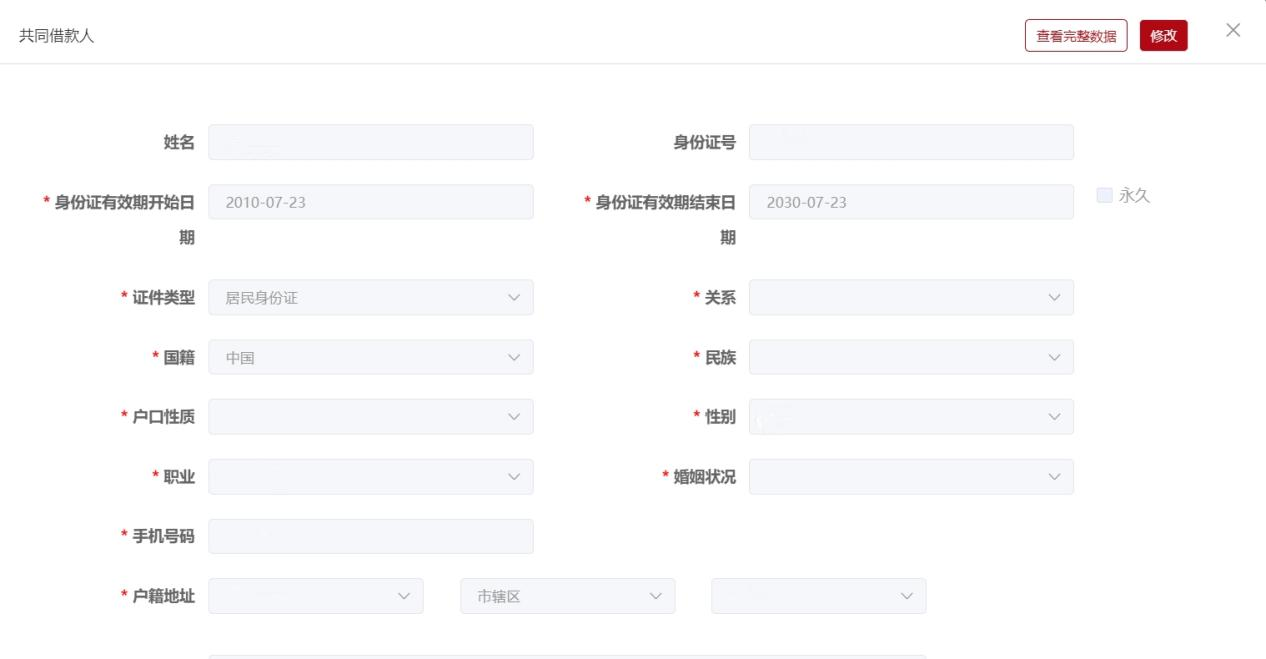 共同借款人
查看完整数据
修改
姓名
身份证号
* 身份证有效期开始日期
2010-07-23
* 身份证有效期结束日期
2030-07-23
永久
* 证件类型
居民身份证
* 关系
* 国籍
中国
* 民族
* 户口性质
* 性别
* 职业
* 婚姻状况
* 手机号码
* 户籍地址
市辖区